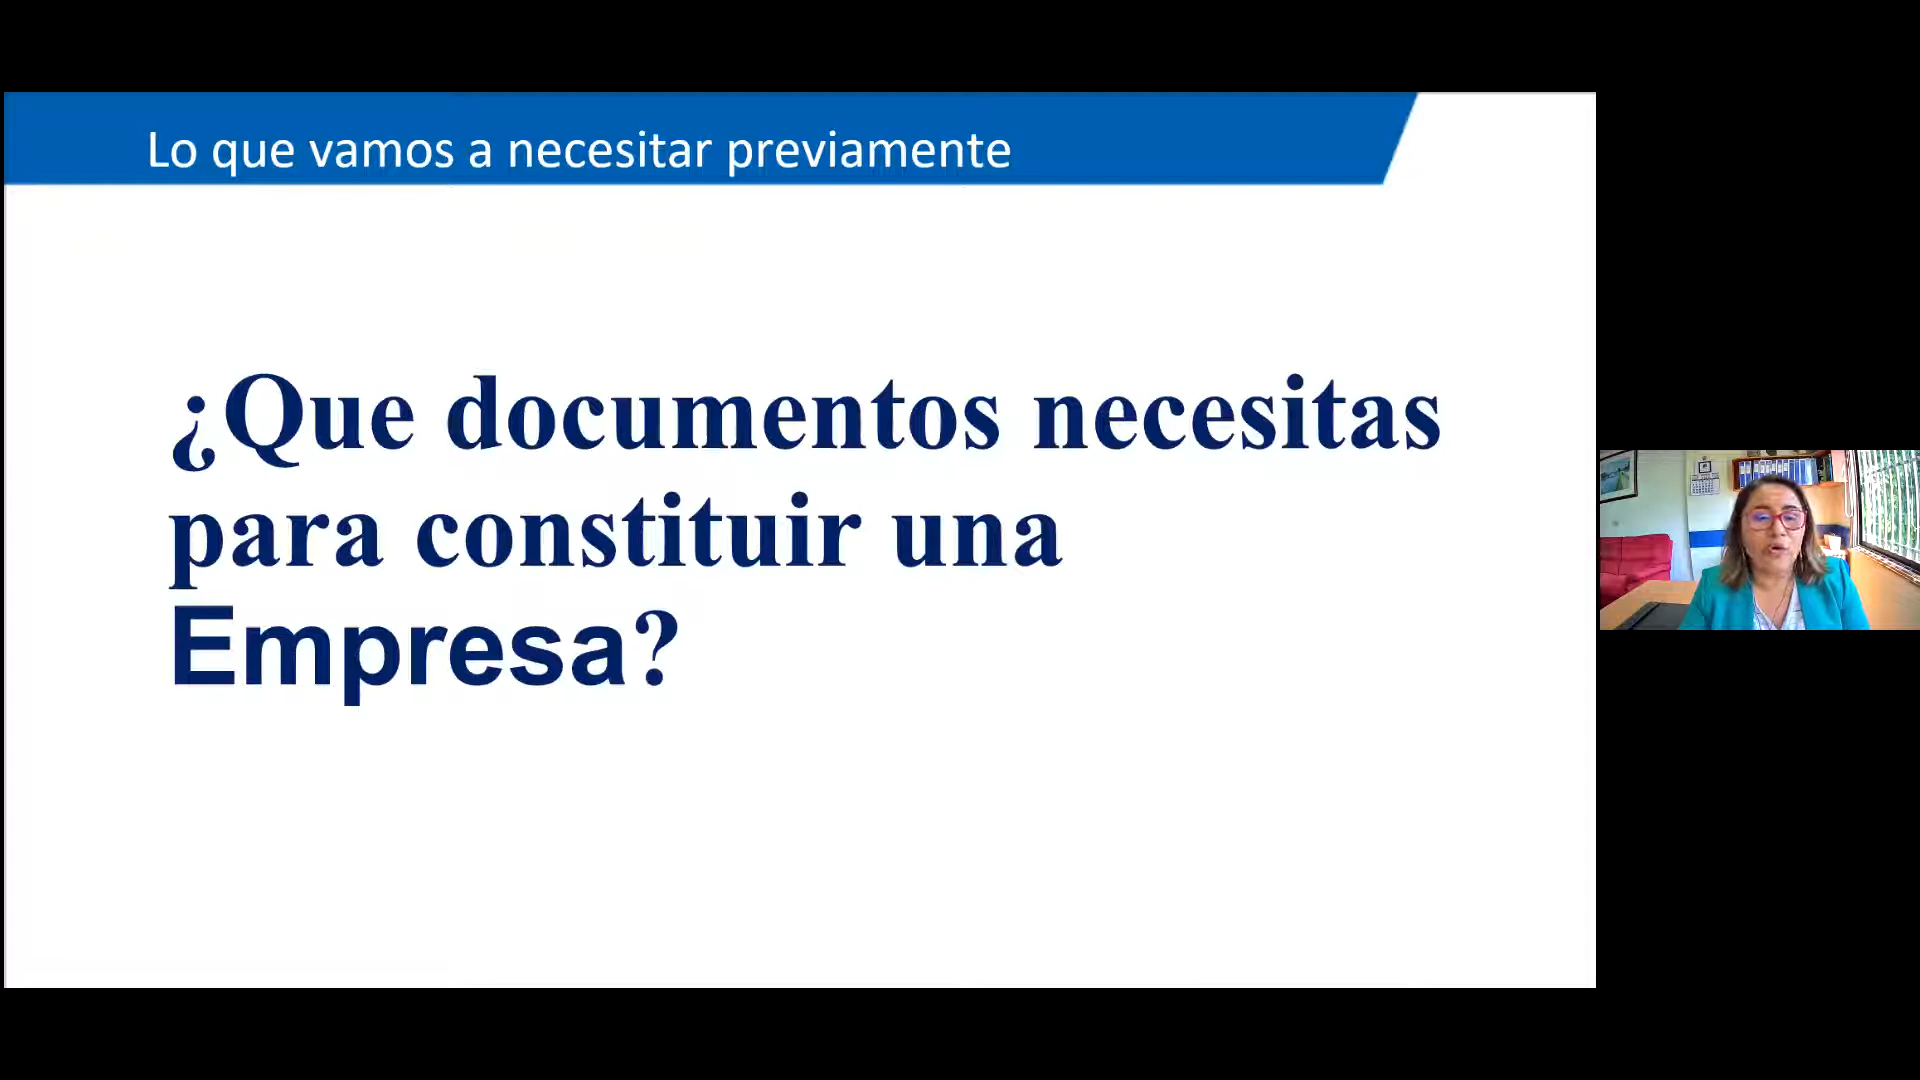 Lo que vamos a necesitar previamente
¿Que documentos necesitas
para constituir una
Empresa?